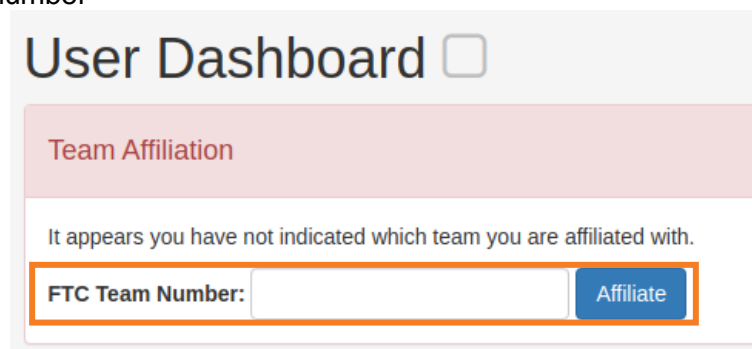 number
User Dashboard
Team Affiliation
It appears you have not indicated which team you are affiliated with.
FTC Team Number: Affiliate